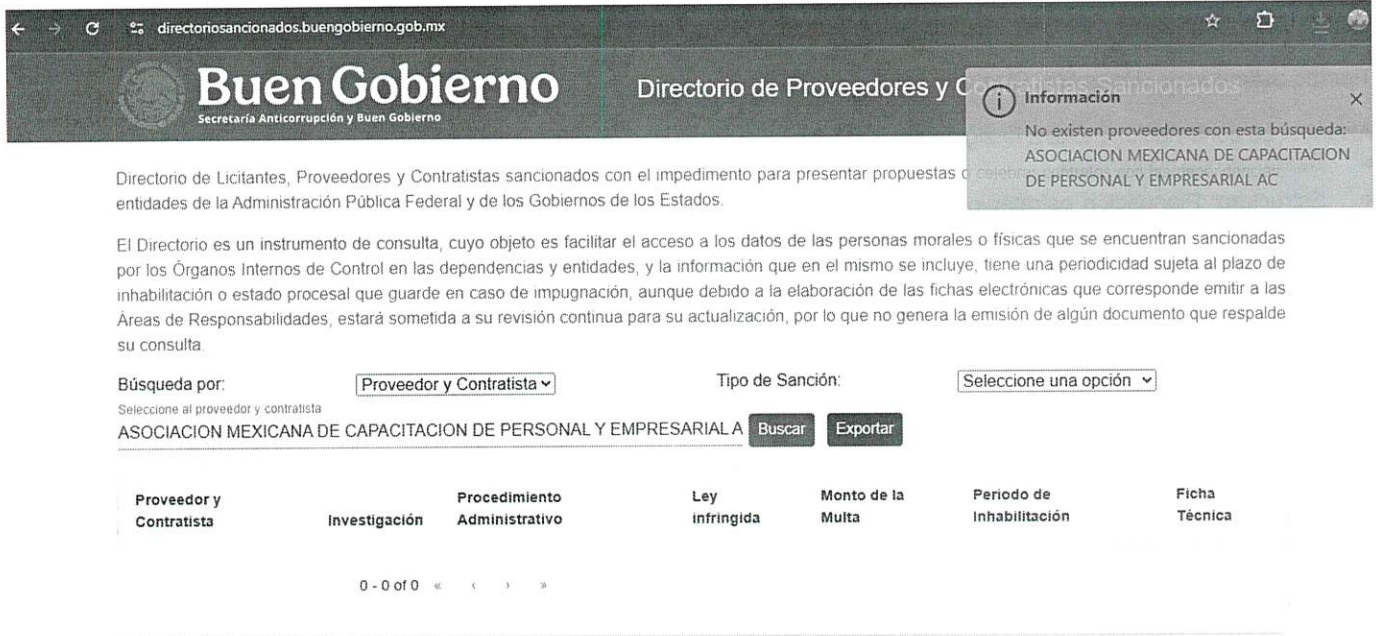 directoriosancionados.buengobierno.gob.mx
Buen Gobierno
Secretaría Anticorrupción y Buen Gobierno
Directorio de Proveedores y Contratistas Sancionados
Información
No existen proveedores con esta búsqueda:
ASOCIACION MEXICANA DE CAPACITACION
DE PERSONAL Y EMPRESARIAL AC
Directorio de Licitantes, Proveedores y Contratistas sancionados con el impedimento para presentar propuestas
entidades de la Administración Pública Federal y de los Gobiernos de los Estados.
El Directorio es un instrumento de consulta, cuyo objeto es facilitar el acceso a los datos de las personas morales o físicas que se encuentran sancionadas
por los Órganos Internos de Control en las dependencias y entidades, y la información que en el mismo se incluye, tiene una periodicidad sujeta al plazo de
inhabilitación o estado procesal que guarde en caso de impugnación, aunque debido a la elaboración de las fichas electrónicas que corresponde emitir a las
Áreas de Responsabilidades, estará sometida a su revisión continua para su actualización, por lo que no genera la emisión de algún documento que respalde
su consulta.
Búsqueda por: Proveedor y Contratista Tipo de Sanción: Seleccione una opción
Seleccione al proveedor y contratista
ASOCIACION MEXICANA DE CAPACITACION DE PERSONAL Y EMPRESARIAL A Buscar Exportar
Proveedor y Procedimiento Ley Monto de la Periodo de Ficha
Contratista Investigación Administrativo infringida Multa Inhabilitación Técnica
0 - 0 of 0 « ‹ › »